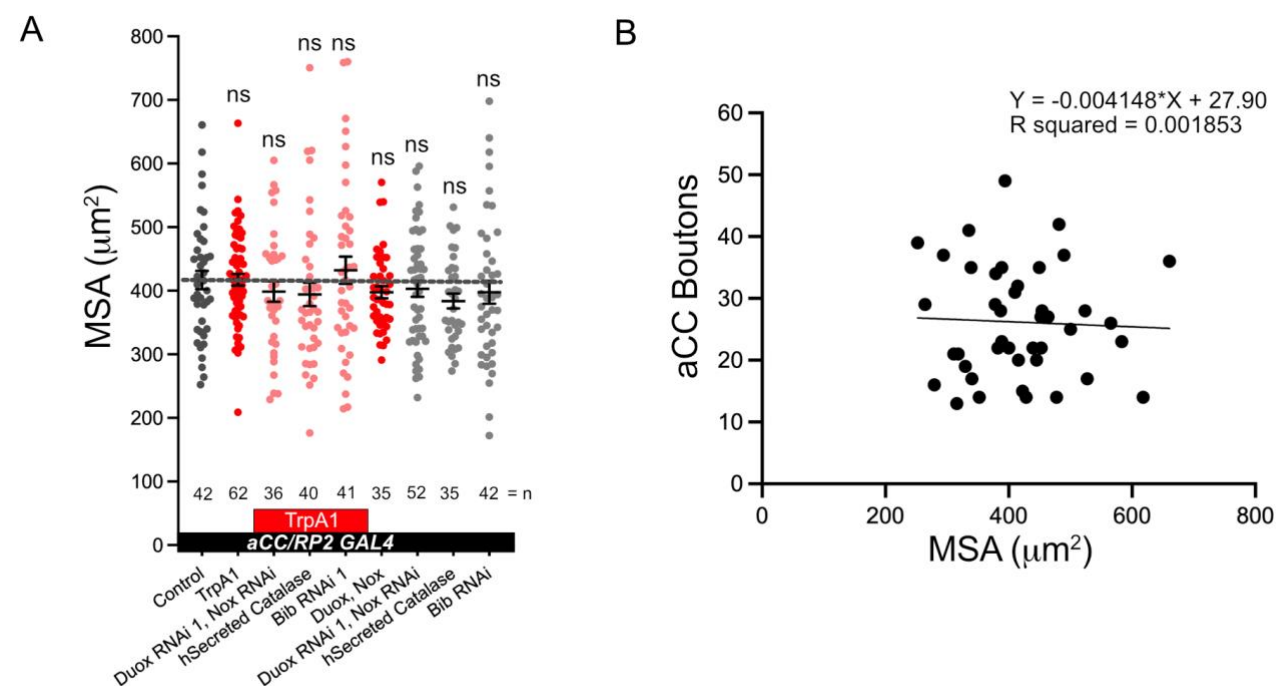 A
MSA (μm²)
800
700
600
500
400
300
200
100
0
ns
ns
ns
ns
ns
ns
ns
ns
42 62 36 40 41 35 52 35 42 = n
TrpA1
aCC/RP2 GAL4
Control
TrpA1
Duox RNAi 1, Nox RNAi
hSecreted Catalase
Bib RNAi 1
Duox, Nox
Duox RNAi 1, Nox RNAi
hSecreted Catalase
Bib RNAi
B
Y = -0.004148*X + 27.90
R squared = 0.001853
aCC Boutons
60
50
40
30
20
10
0
0 200 400 600 800
MSA (μm²)